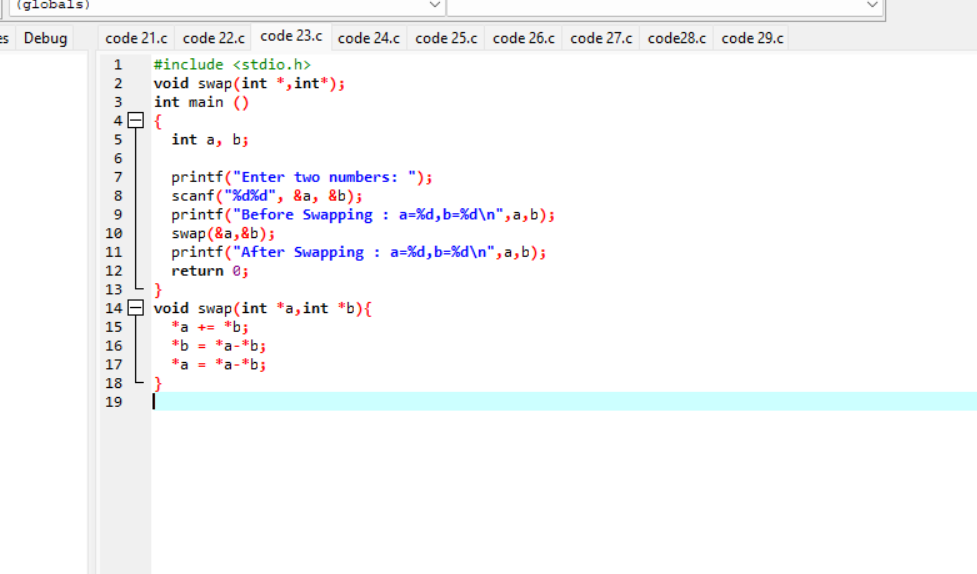 (globals)
es Debug code 21.c code 22.c code 23.c code 24.c code 25.c code 26.c code 27.c code28.c code 29.c
1 #include <stdio.h>
2 void swap(int *,int*);
3 int main ()
4 {
5 int a, b;
6
7 printf("Enter two numbers: ");
8 scanf("%d%d", &a, &b);
9 printf("Before Swapping : a=%d,b=%d\n",a,b);
10 swap(&a,&b);
11 printf("After Swapping : a=%d,b=%d\n",a,b);
12 return 0;
13 }
14 void swap(int *a,int *b){
15 *a += *b;
16 *b = *a-*b;
17 *a = *a-*b;
18 }
19